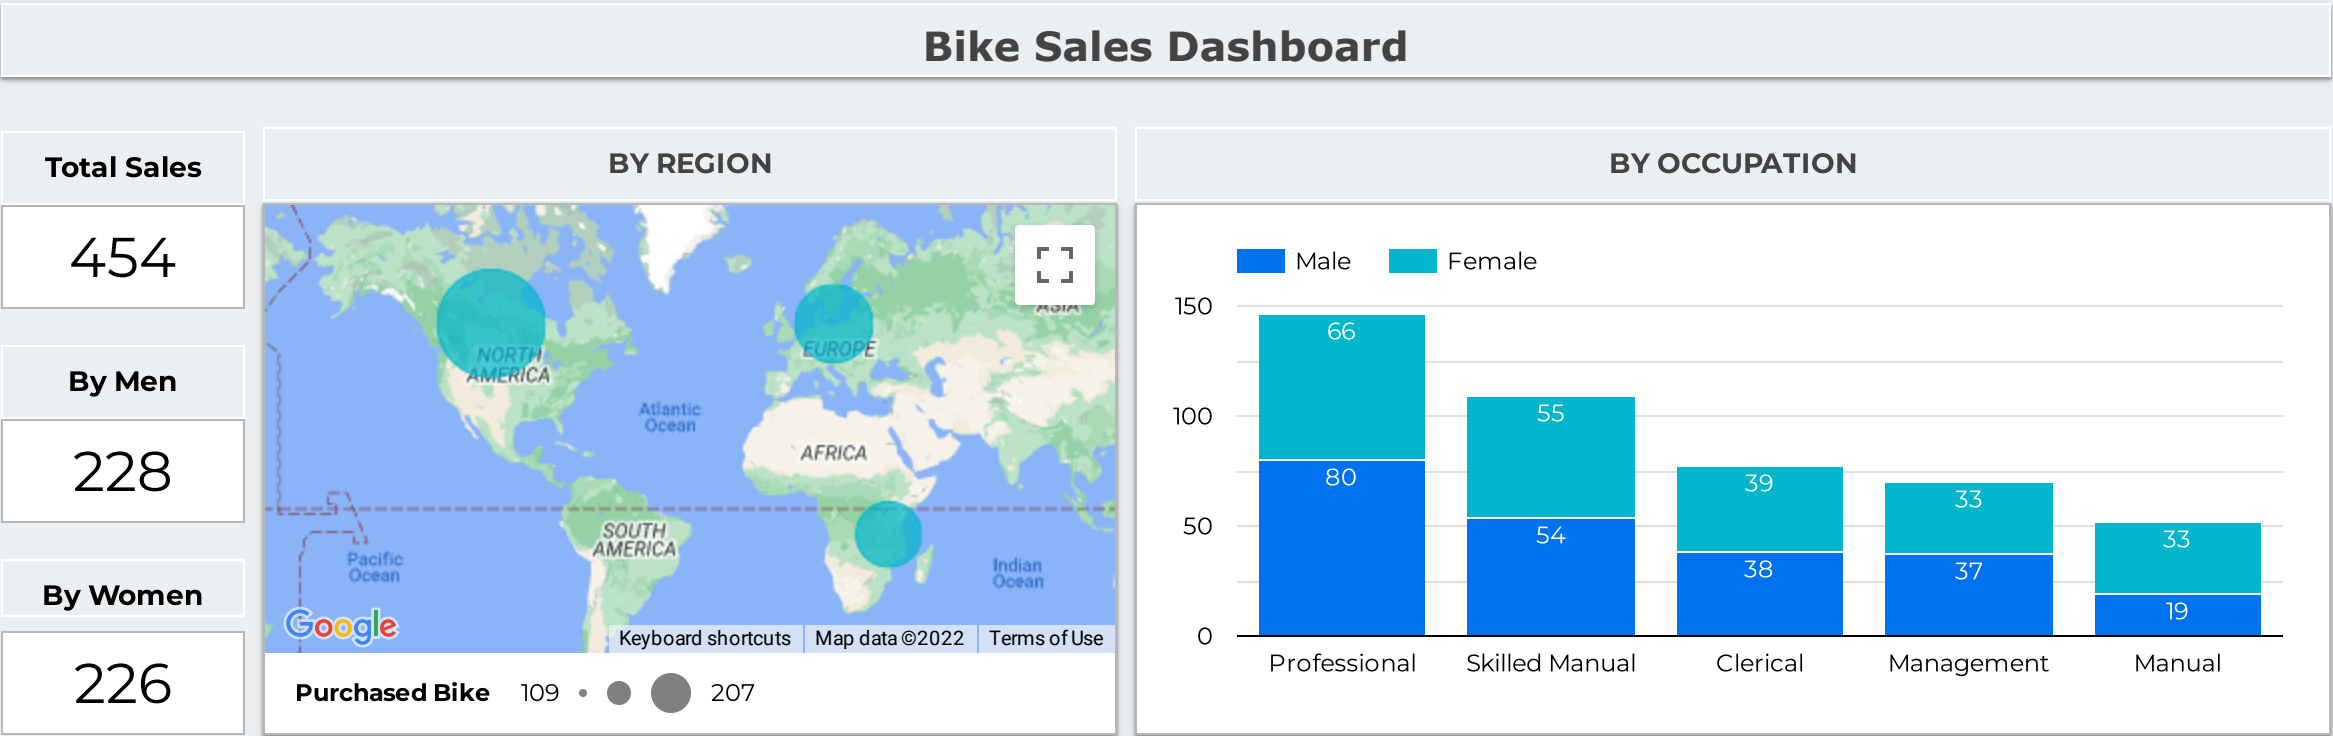 Bike Sales Dashboard
Total Sales
454
By Men
228
By Women
226
BY REGION
NORTH
AMERICA
EUROPE
ASIA
Atlantic
Ocean
AFRICA
SOUTH
AMERICA
Pacific
Ocean
Indian
Ocean
Google
Keyboard shortcuts Map data ©2022 Terms of Use
Purchased Bike 109 207
BY OCCUPATION
Male Female
150
100
50
0
66
80
55
54
39
38
33
37
33
19
Professional Skilled Manual Clerical Management Manual